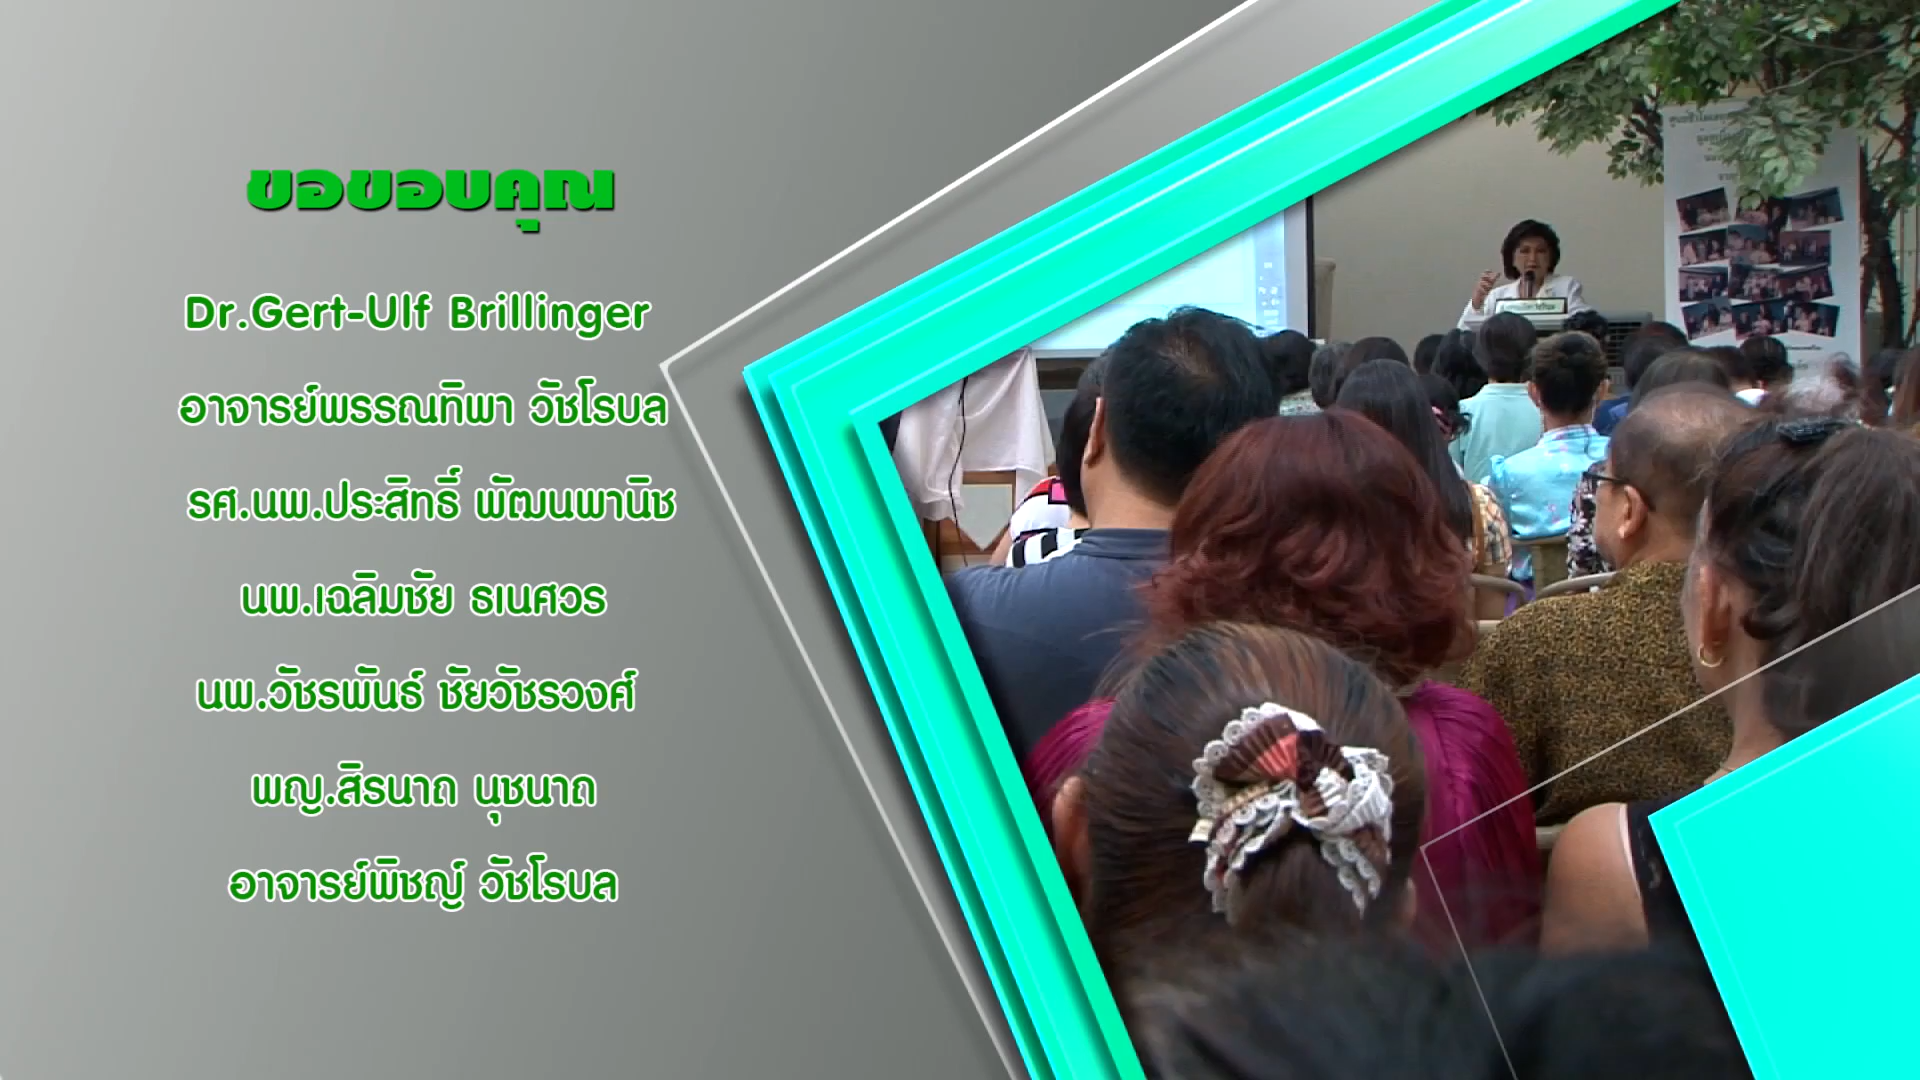 ขอขอบคุณ
Dr.Gert-Ulf Brillinger
อาจารย์พรรณทิพา วัชโรบล
รศ.นพ.ประสิทธิ์ พัฒนพานิช
นพ.เฉลิมชัย ธเนศวร
นพ.วัชรพันธ์ ชัยวัชรวงศ์
พญ.สิรนาถ นุชนาถ
อาจารย์พิชญ์ วัชโรบล